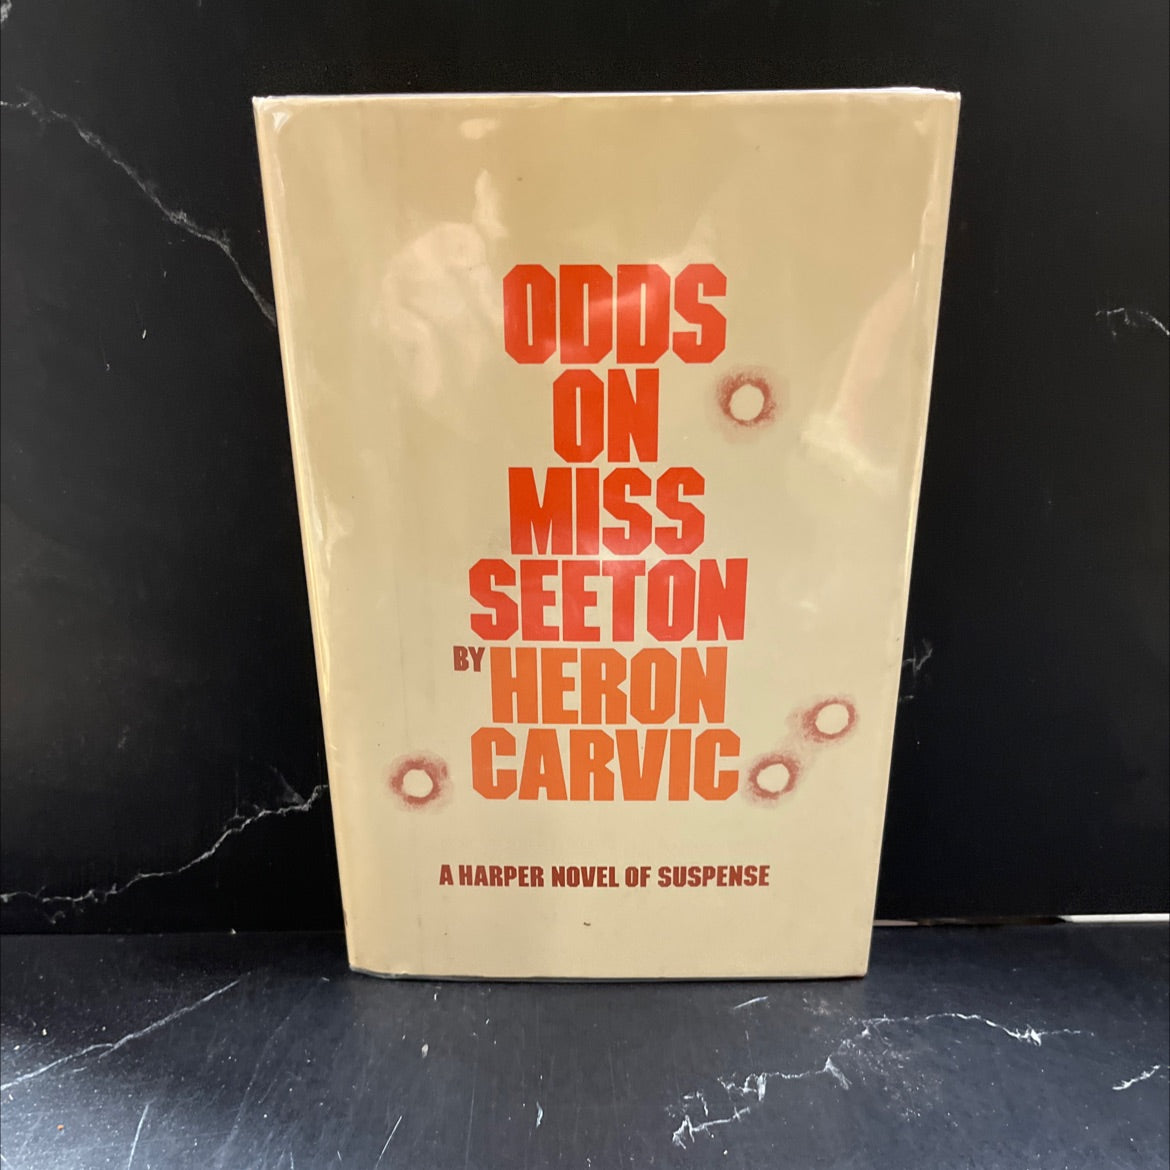 ODDS
ON
MISS
SEETON
BY HERON
CARVIC
A HARPER NOVEL OF SUSPENSE